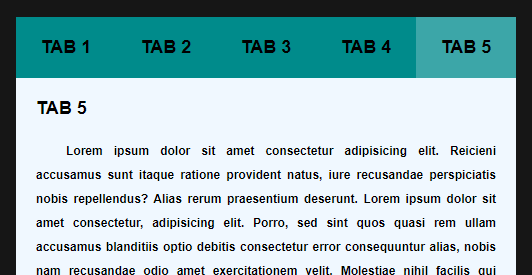 TAB 1 TAB 2 TAB 3 TAB 4 TAB 5
TAB 5
Lorem ipsum dolor sit amet consectetur adipisicing elit. Reicieni
accusamus sunt itaque ratione provident natus, iure recusandae perspiciatis
nobis repellendus? Alias rerum praesentium deserunt. Lorem ipsum dolor sit
amet consectetur, adipisicing elit. Porro, sed sint quos quasi rem ullam
accusamus blanditiis optio debitis consectetur error consequuntur alias, nobis
nam recusandae odio amet exercitationem velit. Molestiae nihil facilis qui